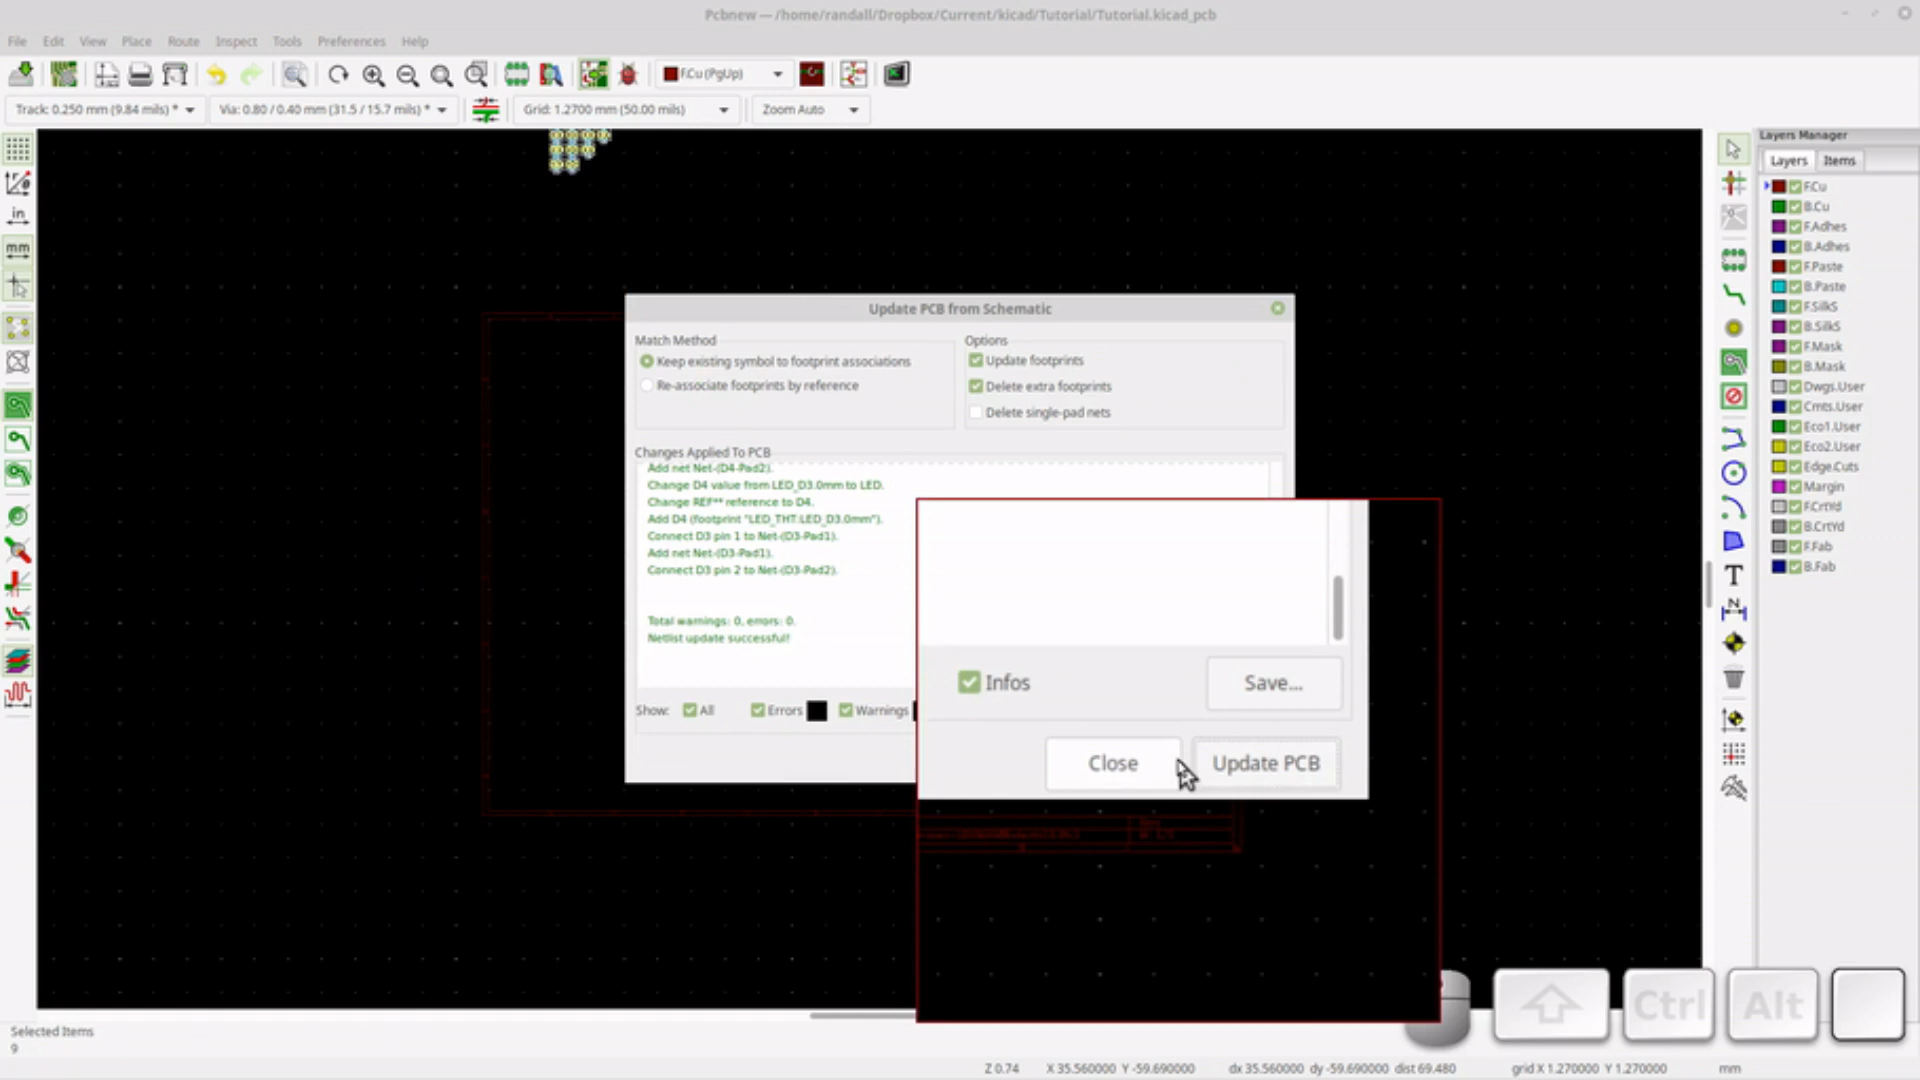 Pcbnew — /home/randall/Dropbox/Current/kicad/Tutorial/Tutorial.kicad_pcb
File Edit View Place Route Inspect Tools Preferences Help
F.Cu (PgUp)
Track: 0.250 mm (9.84 mils) * Via: 0.80 / 0.40 mm (31.5 / 15.7 mils) * Grid: 1.2700 mm (50.00 mils) Zoom Auto
in
mm
Update PCB from Schematic
Match Method
Keep existing symbol to footprint associations
Re-associate footprints by reference
Options
Update footprints
Delete extra footprints
Delete single-pad nets
Changes Applied To PCB
Add net Net-(D4-Pad2).
Change D4 value from LED_D3.0mm to LED.
Change REF** reference to D4.
Add D4 (footprint "LED_THT:LED_D3.0mm").
Connect D3 pin 1 to Net-(D3-Pad1).
Add net Net-(D3-Pad1).
Connect D3 pin 2 to Net-(D3-Pad2).
Total warnings: 0, errors: 0.
Netlist update successful!
Show: All Errors Warnings
Infos Save...
Close Update PCB
Layers Manager
Layers Items
F.Cu
B.Cu
F.Adhes
B.Adhes
F.Paste
B.Paste
F.SilkS
B.SilkS
F.Mask
B.Mask
Dwgs.User
Cmts.User
Eco1.User
Eco2.User
Edge.Cuts
Margin
F.CrtYd
B.CrtYd
F.Fab
B.Fab
T
N
Ctrl Alt
Selected Items
9
Z 0.74 X 35.560000 Y -59.690000 dx 35.560000 dy -59.690000 dist 69.480 grid X 1.270000 Y 1.270000 mm